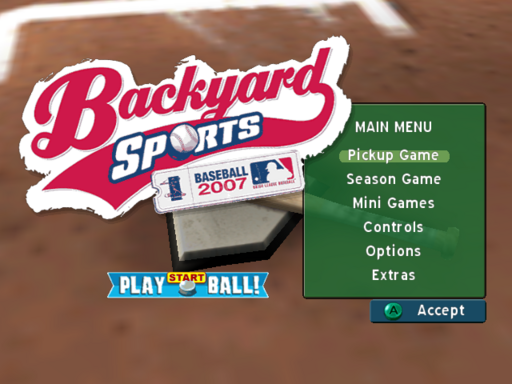 Backyard
SPORTS
BASEBALL
2007
MAIN MENU
Pickup Game
Season Game
Mini Games
Controls
Options
Extras
PLAY START BALL!
A Accept